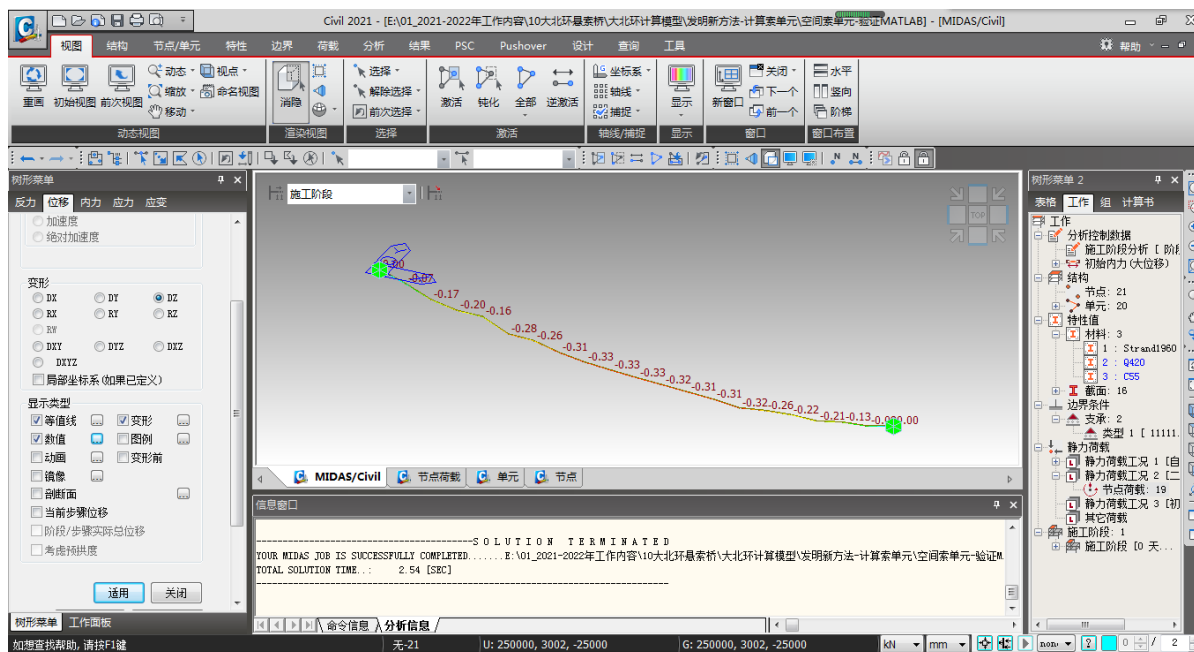 Civil 2021 - [E:\01_2021-2022年工作内容\10大北环悬索桥\大北环计算模型\发明新方法-计算索单元\空间索单元-验证MATLAB] - [MIDAS/Civil]
视图 结构 节点/单元 特性 边界 荷载 分析 结果 PSC Pushover 设计 查询 工具 帮助
重画 初始视图 前次视图 动态 视点 缩放 命名视图 移动
消隐 选择 解除选择 前次选择
激活 钝化 全部 逆激活
坐标系 轴线 捕捉 显示 新窗口 关闭 下一个 前一个 水平 竖向 阶梯
动态视图 渲染视图 选择 激活 轴线/捕捉 显示 窗口 窗口布置
树形菜单
反力 位移 内力 应力 应变
加速度
绝对加速度
变形
DX DY DZ
RX RY RZ
RW
DXY DYZ DXZ
DXYZ
局部坐标系(如果已定义)
显示类型
等值线 变形
数值 图例
动画 变形前
镜像
剖断面
当前步骤位移
阶段/步骤实际总位移
考虑预拱度
适用 关闭
树形菜单 工作面板
施工阶段
TOP
-0.07
-0.17
-0.20
-0.16
-0.28
-0.26
-0.31
-0.33
-0.33
-0.33
-0.32
-0.31
-0.31
-0.32
-0.26
-0.22
-0.21
-0.13
MIDAS/Civil 节点荷载 单元 节点
信息窗口
SOLUTION TERMINATED
YOUR MIDAS JOB IS SUCCESSFULLY COMPLETED.......E:\01_2021-2022年工作内容\10大北环悬索桥\大北环计算模型\发明新方法-计算索单元\空间索单元-验证M
TOTAL SOLUTION TIME..: 2.54 [SEC]
命令信息 分析信息
树形菜单 2
表格 工作 组 计算书
工作
分析控制数据
施工阶段分析 [ 阶
初始内力(大位移)
结构
节点: 21
单元: 20
特性值
材料: 3
1 : Strand1960
2 : Q420
3 : C55
截面: 16
边界条件
支承: 2
类型 1 [ 11111
静力荷载
静力荷载工况 1 [自
静力荷载工况 2 [二
节点荷载: 19
静力荷载工况 3 [初
其它荷载
施工阶段: 1
施工阶段 [0 天...
如想查找帮助,请按F1键 无-21 U: 250000, 3002, -25000 G: 250000, 3002, -25000 kN mm non 0 / 2